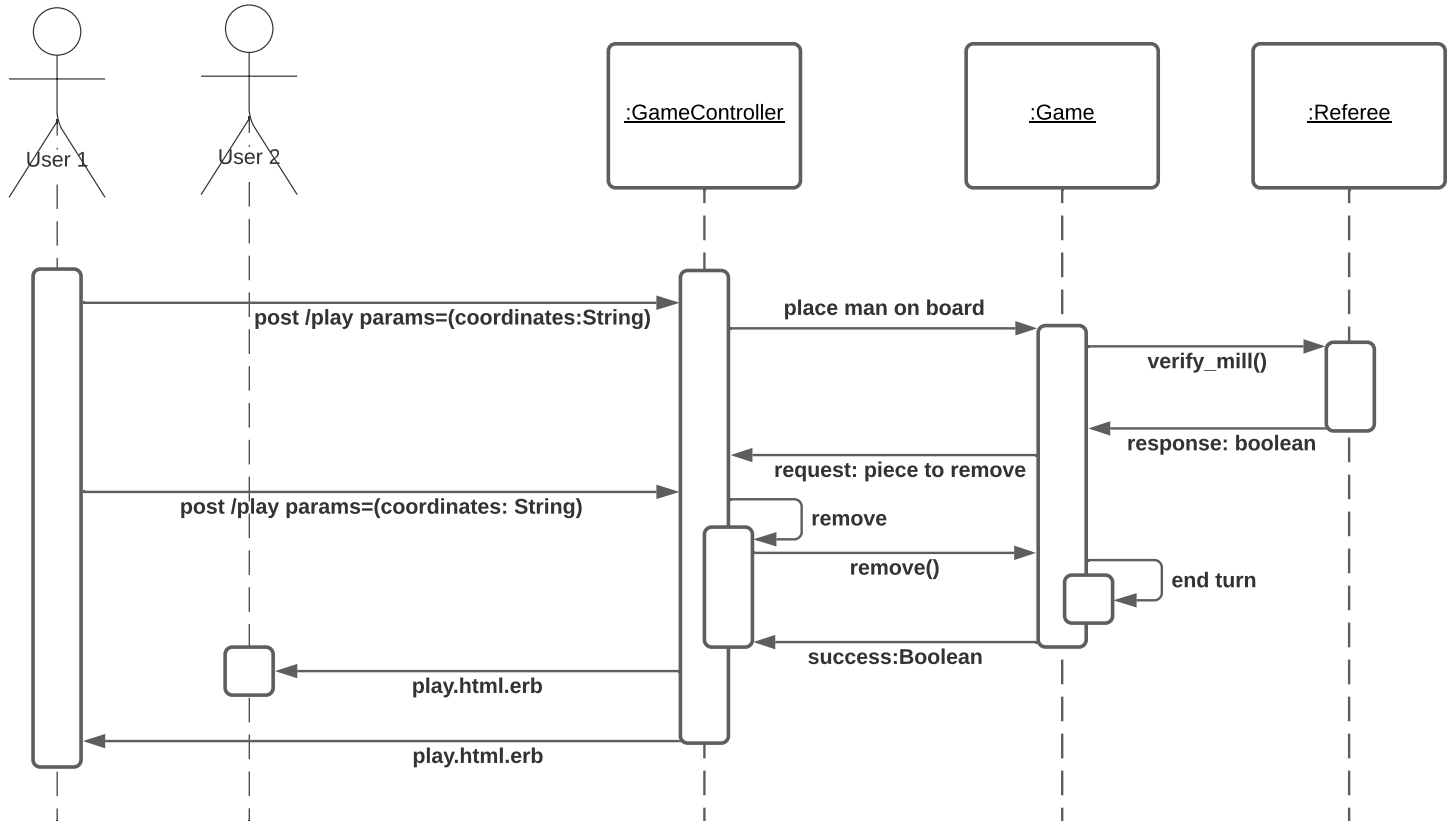 User 1
User 2
:GameController
:Game
:Referee
post /play params=(coordinates:String)
place man on board
verify_mill()
response: boolean
request: piece to remove
post /play params=(coordinates: String)
remove
remove()
end turn
success:Boolean
play.html.erb
play.html.erb